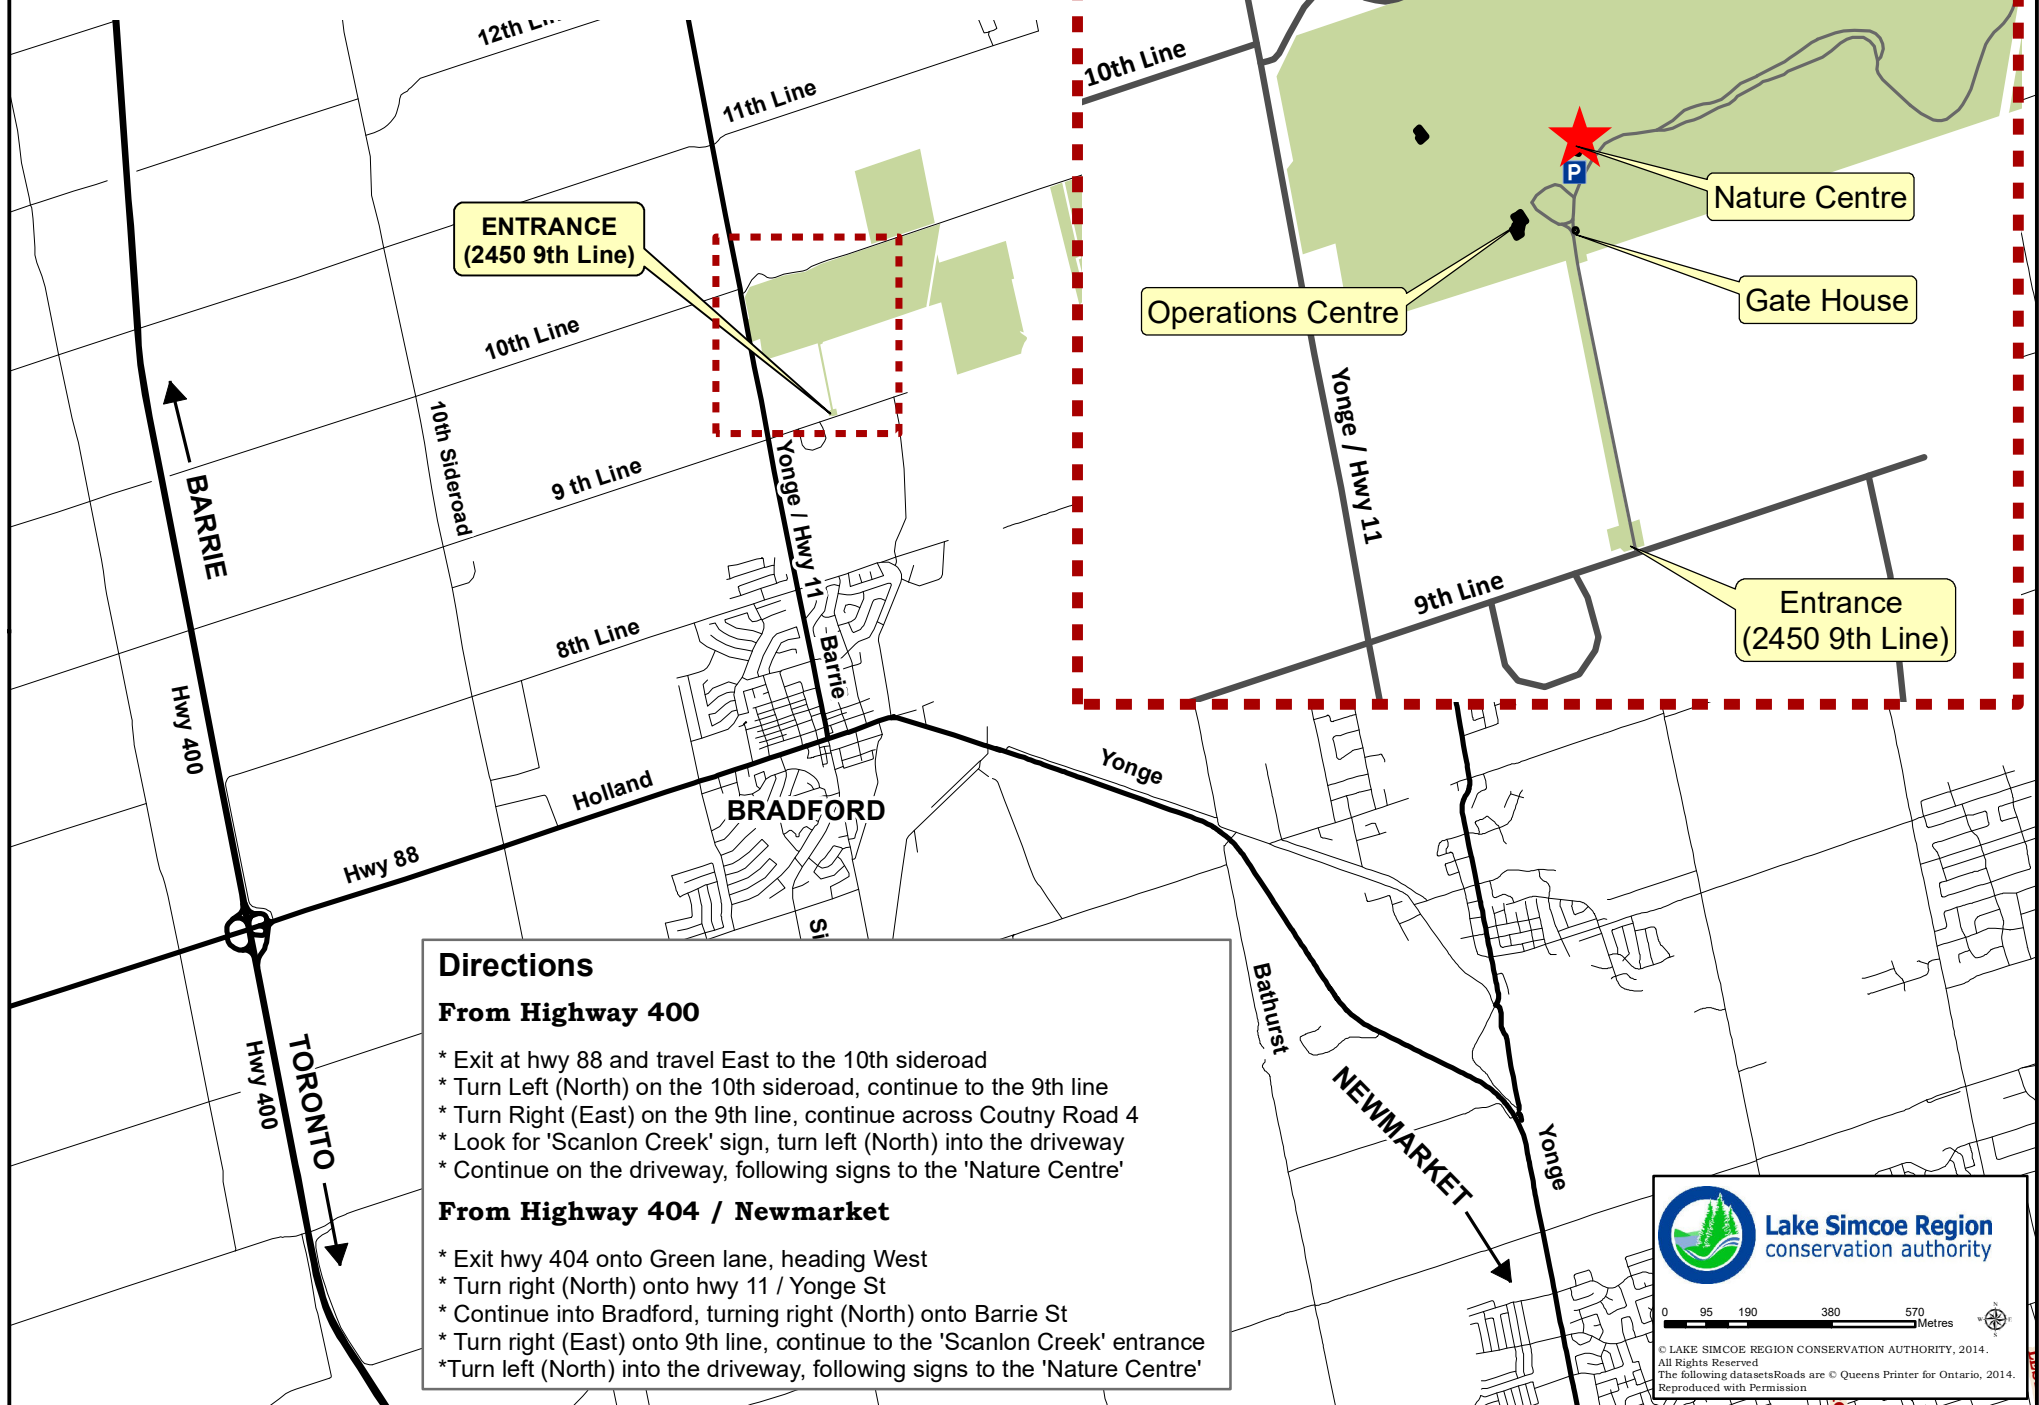 12th
11th Line
10th Line
ENTRANCE
(2450 9th Line)
10th Line
10th Sideroad
9 th Line
Yonge / Hwy 11
BARRIE
8th Line
Barrie
Hwy 400
Holland
BRADFORD
Hwy 88
Yonge
Bathurst
NEWMARKET
Yonge
Hwy 400
TORONTO
P
Nature Centre
Gate House
Operations Centre
Yonge / Hwy 11
9th Line
Entrance
(2450 9th Line)
Directions
From Highway 400
* Exit at hwy 88 and travel East to the 10th sideroad
* Turn Left (North) on the 10th sideroad, continue to the 9th line
* Turn Right (East) on the 9th line, continue across Coutny Road 4
* Look for 'Scanlon Creek' sign, turn left (North) into the driveway
* Continue on the driveway, following signs to the 'Nature Centre'
From Highway 404 / Newmarket
* Exit hwy 404 onto Green lane, heading West
* Turn right (North) onto hwy 11 / Yonge St
* Continue into Bradford, turning right (North) onto Barrie St
* Turn right (East) onto 9th line, continue to the 'Scanlon Creek' entrance
*Turn left (North) into the driveway, following signs to the 'Nature Centre'
Lake Simcoe Region
conservation authority
0 95 190 380 570
Metres
N
W E
S
© LAKE SIMCOE REGION CONSERVATION AUTHORITY, 2014.
All Rights Reserved
The following datasetsRoads are © Queens Printer for Ontario, 2014.
Reproduced with Permission